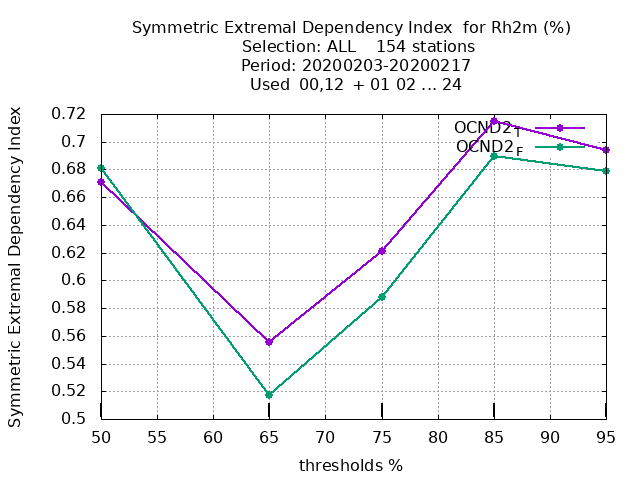 Symmetric Extremal Dependency Index  for Rh2m (%)
Selection: ALL    154 stations
Period: 20200203-20200217
Used  00,12  + 01 02 ... 24
Symmetric Extremal Dependency Index
0.72
0.7
0.68
0.66
0.64
0.62
0.6
0.58
0.56
0.54
0.52
0.5
OCND2T
OCND2F
50 55 60 65 70 75 80 85 90 95
thresholds %